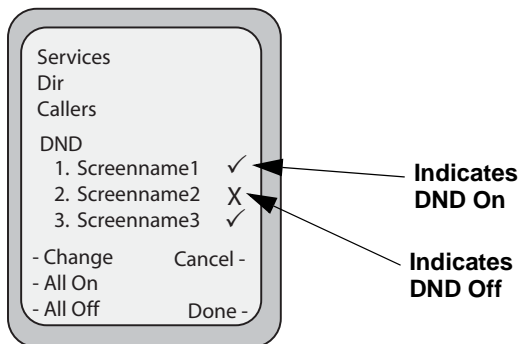 Services
Dir
Callers
DND
1. Screenname1 ✓
2. Screenname2 X
3. Screenname3 ✓
- Change Cancel -
- All On
- All Off Done -
Indicates
DND On
Indicates
DND Off